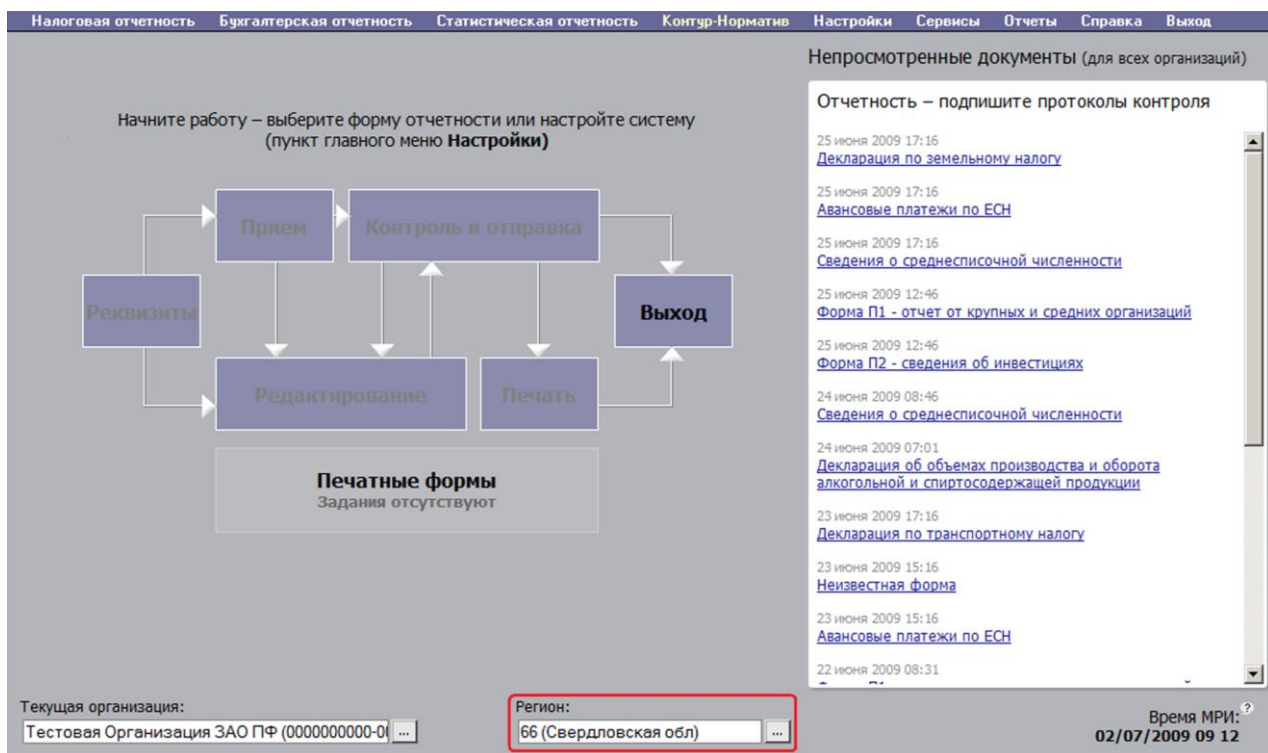 Налоговая отчетность Бухгалтерская отчетность Статистическая отчетность Контур-Норматив Настройки Сервисы Отчеты Справка Выход
Начните работу – выберите форму отчетности или настройте систему
(пункт главного меню Настройки)
Прием
Контроль и отправка
Реквизиты
Выход
Редактирование
Печать
Печатные формы
Задания отсутствуют
Непросмотренные документы (для всех организаций)
Отчетность – подпишите протоколы контроля
25 июня 2009 17:16
Декларация по земельному налогу
25 июня 2009 17:16
Авансовые платежи по ЕСН
25 июня 2009 17:16
Сведения о среднесписочной численности
25 июня 2009 12:46
Форма П1 - отчет от крупных и средних организаций
25 июня 2009 12:46
Форма П2 - сведения об инвестициях
24 июня 2009 08:46
Сведения о среднесписочной численности
24 июня 2009 07:01
Декларация об объемах производства и оборота
алкогольной и спиртосодержащей продукции
23 июня 2009 17:16
Декларация по транспортному налогу
23 июня 2009 15:16
Неизвестная форма
23 июня 2009 15:16
Авансовые платежи по ЕСН
22 июня 2009 08:31
Текущая организация:
Тестовая Организация ЗАО ПФ (0000000000-0 ...
Регион:
66 (Свердловская обл) ...
Время МРИ: ?
02/07/2009 09 12